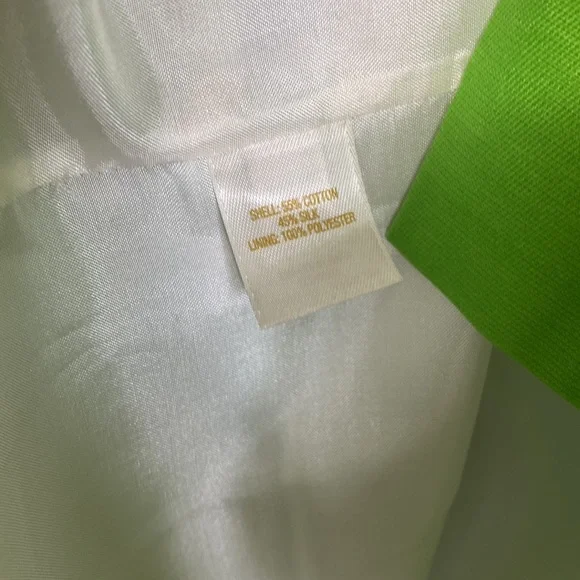 SHELL: 55% COTTON
45% SILK
LINING: 100% POLYESTER